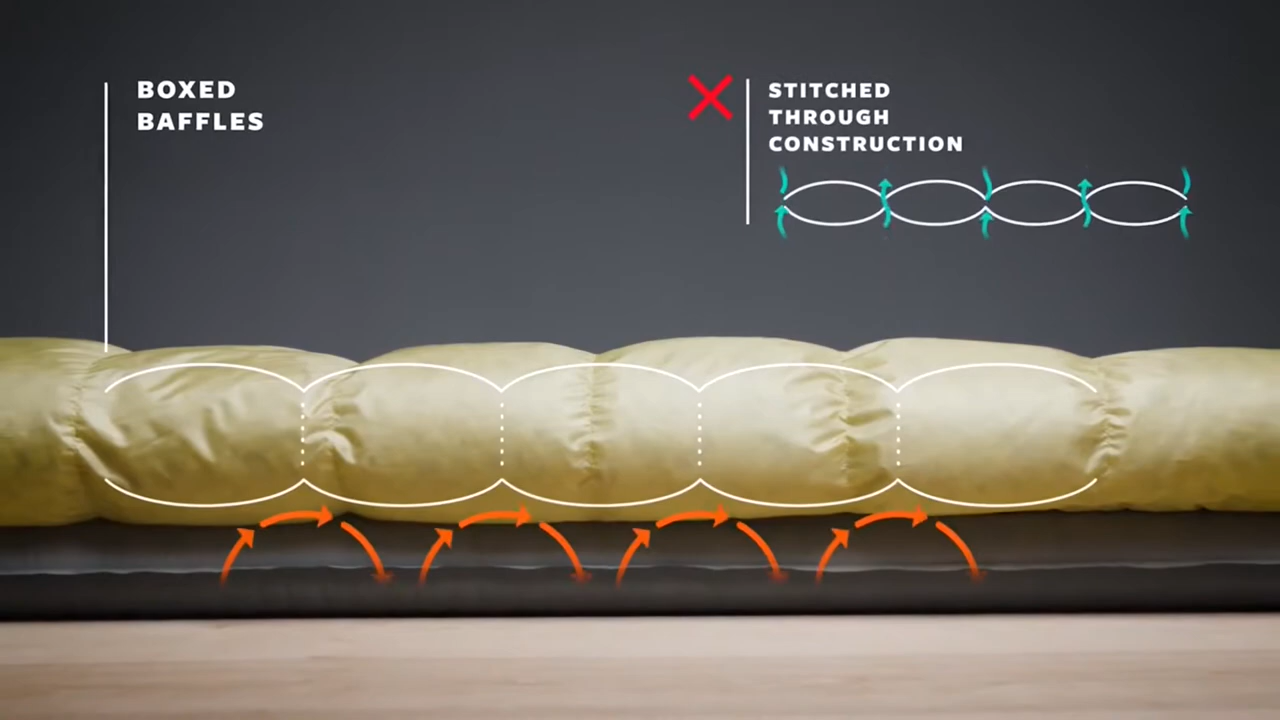 BOXED
BAFFLES
STITCHED
THROUGH
CONSTRUCTION